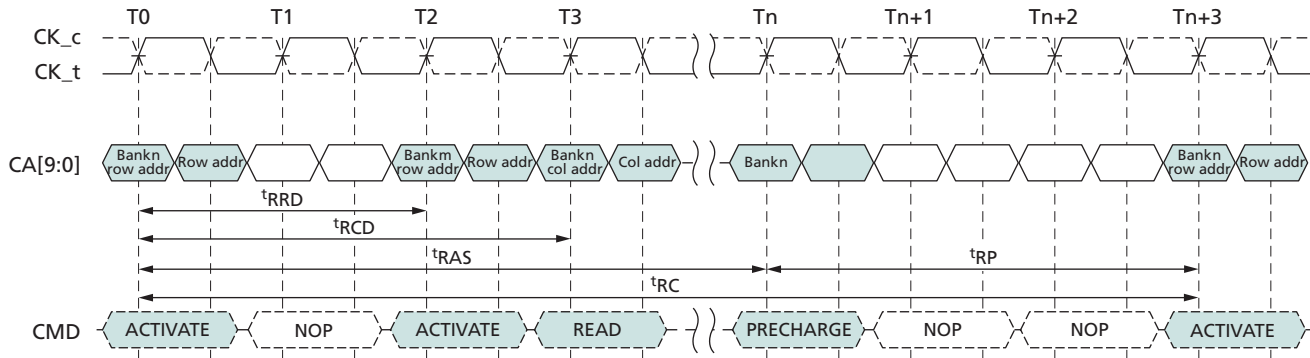 T0 T1 T2 T3 Tn Tn+1 Tn+2 Tn+3
CK_c
CK_t
CA[9:0]
Bankn row addr
Row addr
Bankm row addr
Row addr
Bankn col addr
Col addr
Bankn
Bankn row addr
Row addr
tRRD
tRCD
tRAS
tRP
tRC
CMD ACTIVATE NOP ACTIVATE READ PRECHARGE NOP NOP ACTIVATE